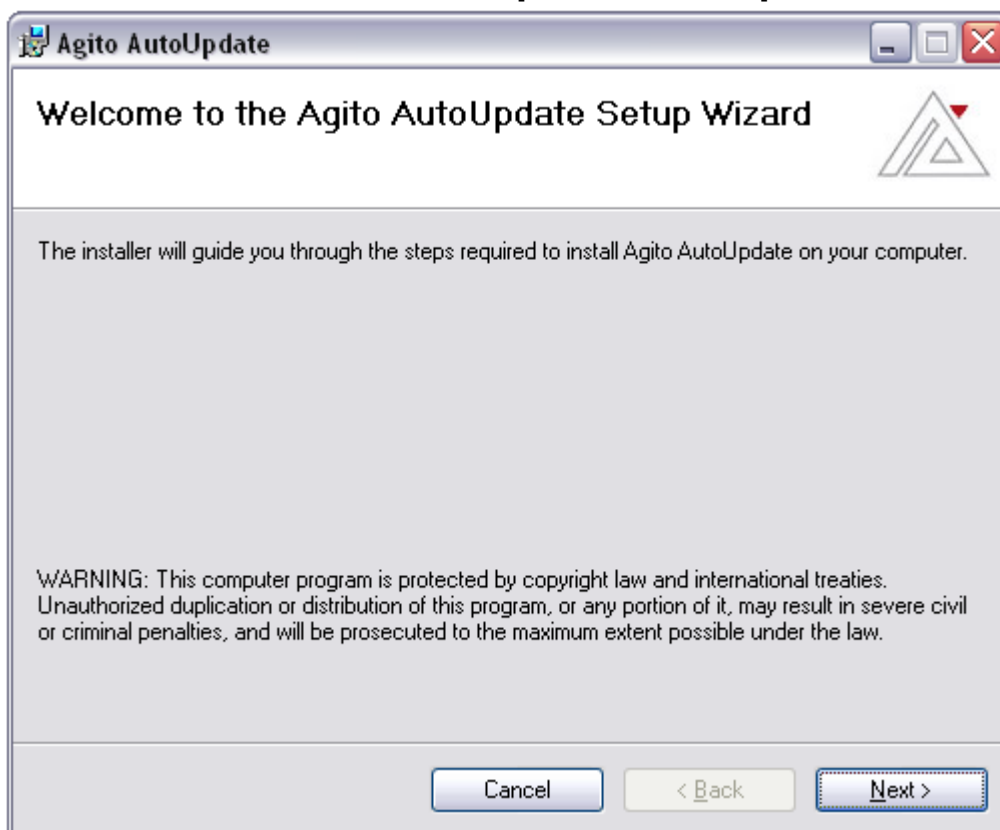 Agito AutoUpdate
Welcome to the Agito AutoUpdate Setup Wizard
The installer will guide you through the steps required to install Agito AutoUpdate on your computer.
WARNING: This computer program is protected by copyright law and international treaties.
Unauthorized duplication or distribution of this program, or any portion of it, may result in severe civil
or criminal penalties, and will be prosecuted to the maximum extent possible under the law.
Cancel < Back Next >